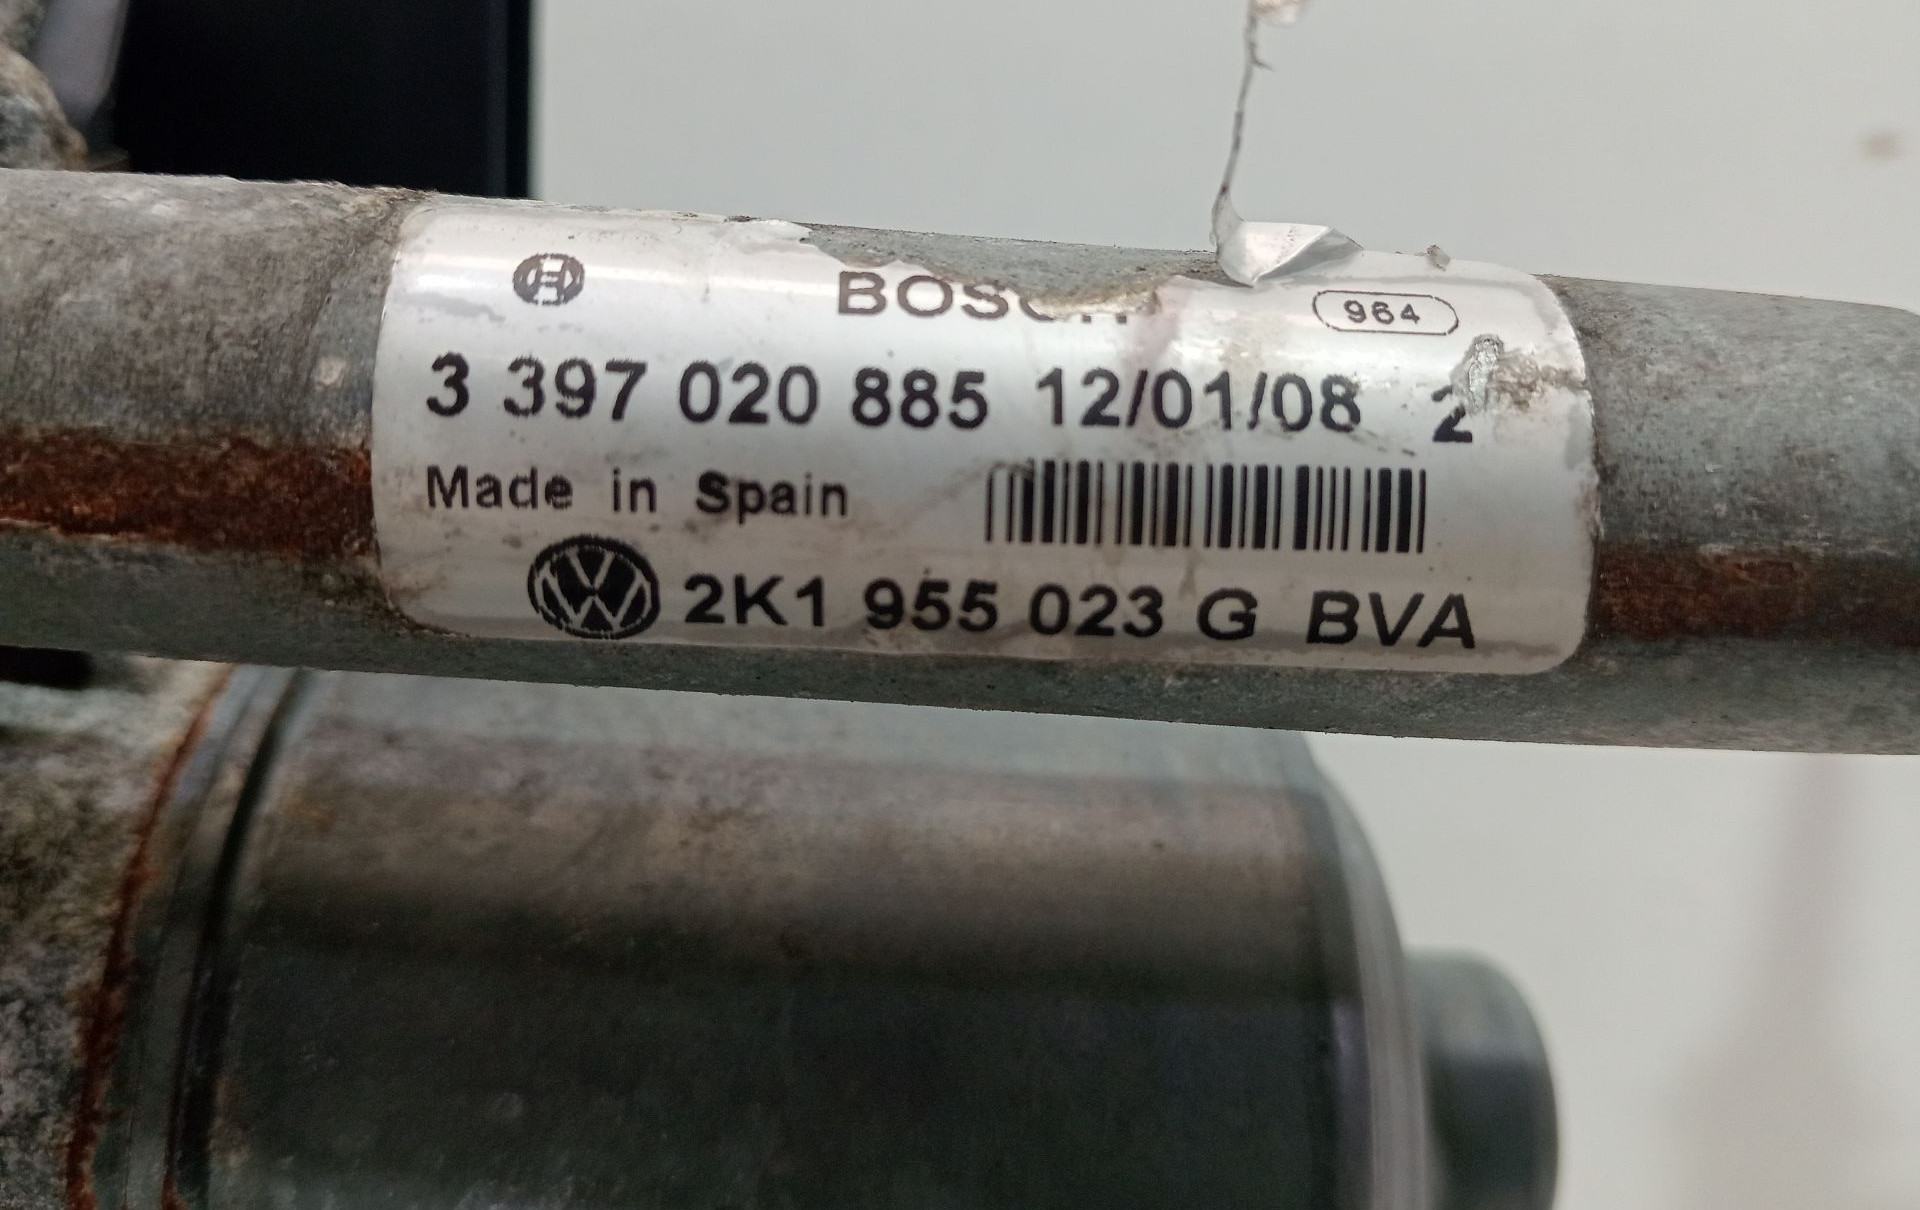 BOSCH 964
3 397 020 885 12/01/08 2
Made in Spain
2K1 955 023 G BVA